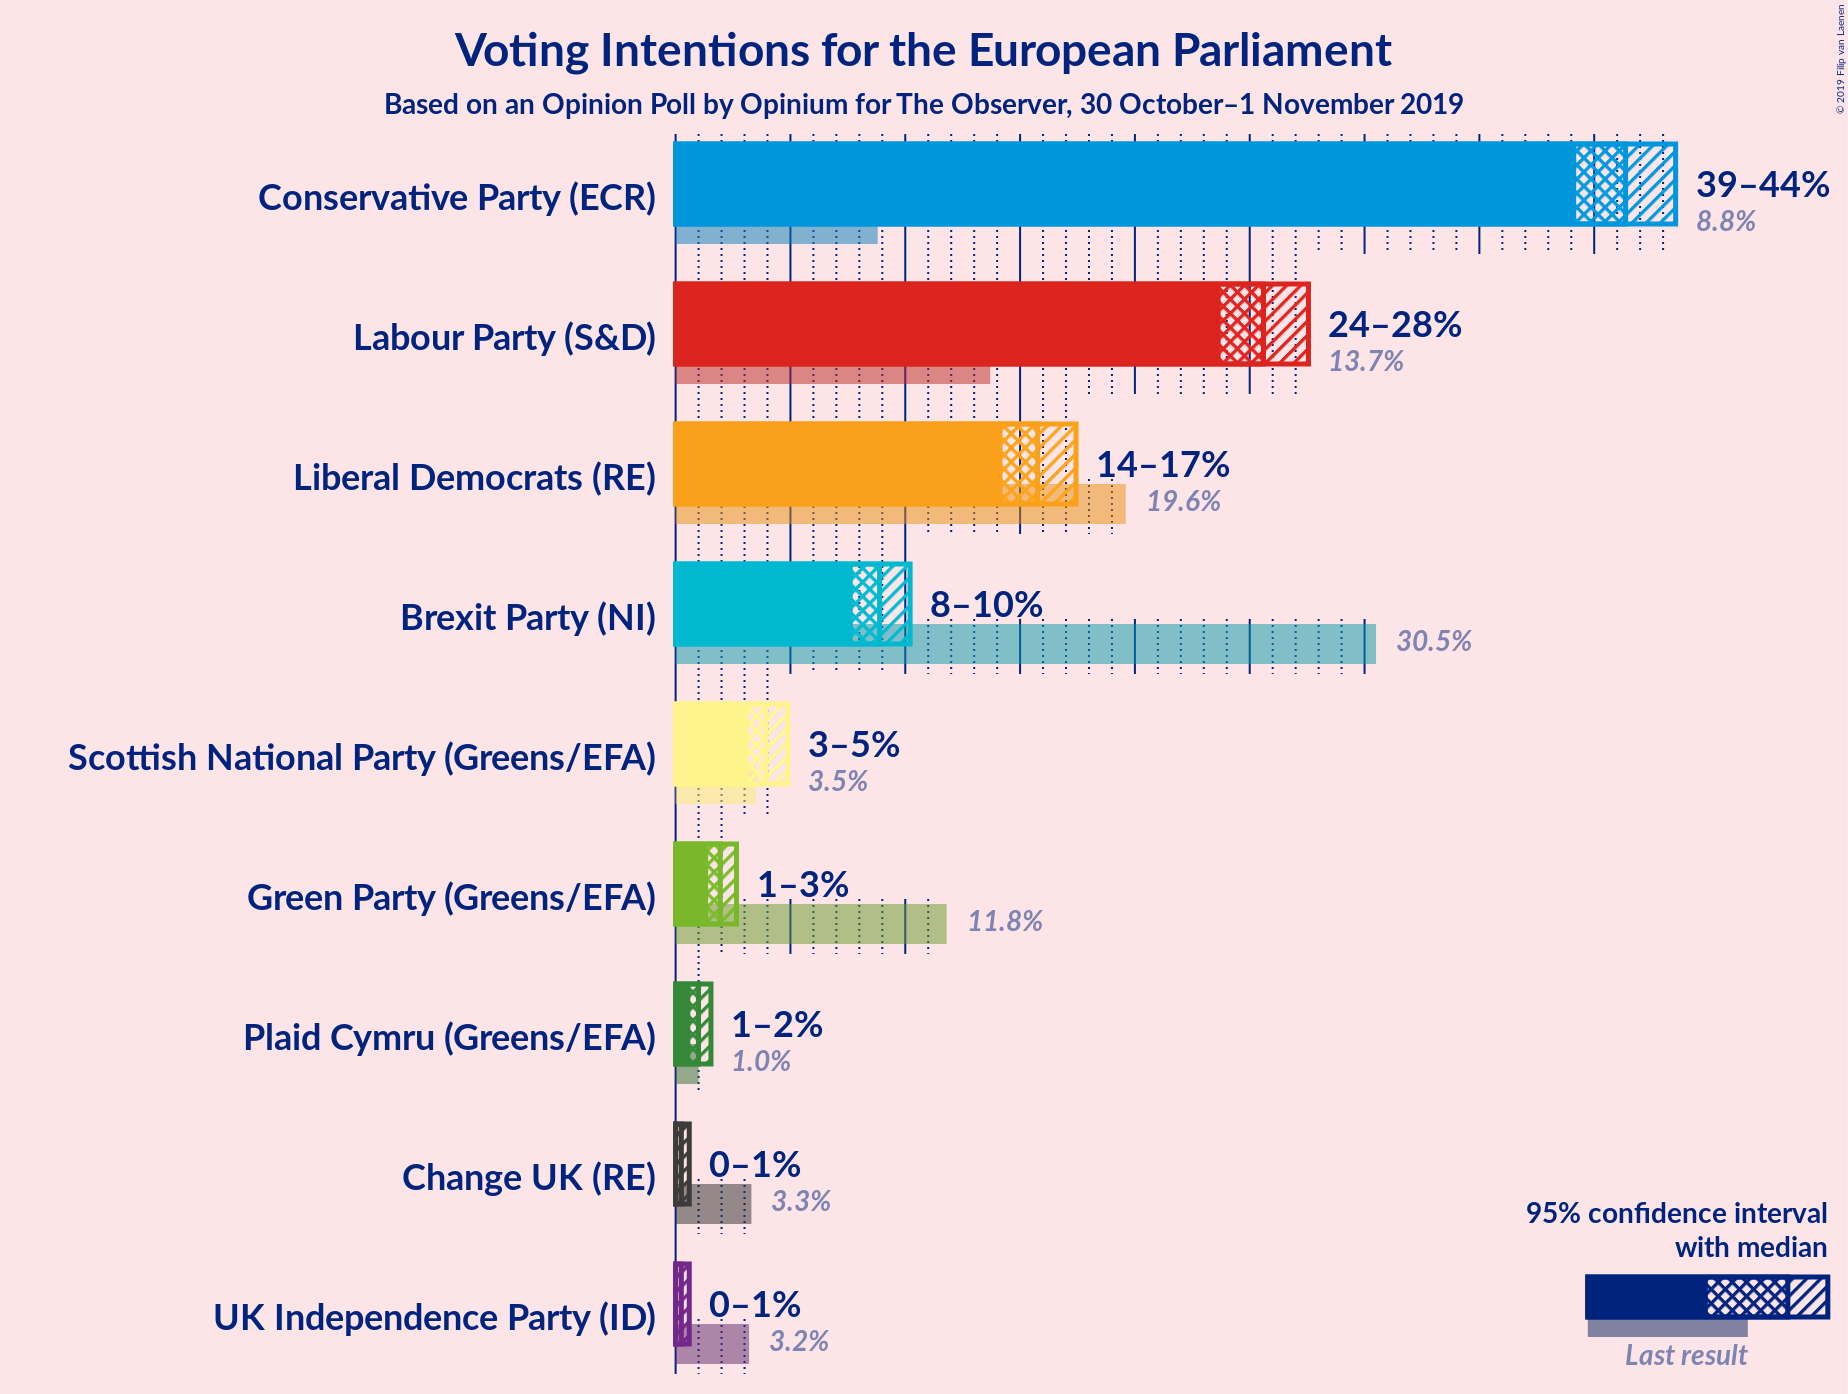 Voting Intentions for the European Parliament
Based on an Opinion Poll by Opinium for The Observer, 30 October–1 November 2019
© 2019 Filip van Laenen
Conservative Party (ECR)
39–44%
8.8%
Labour Party (S&D)
24–28%
13.7%
Liberal Democrats (RE)
14–17%
19.6%
Brexit Party (NI)
8–10%
30.5%
Scottish National Party (Greens/EFA)
3–5%
3.5%
Green Party (Greens/EFA)
1–3%
11.8%
Plaid Cymru (Greens/EFA)
1–2%
1.0%
Change UK (RE)
0–1%
3.3%
UK Independence Party (ID)
0–1%
3.2%
95% confidence interval
with median
Last result